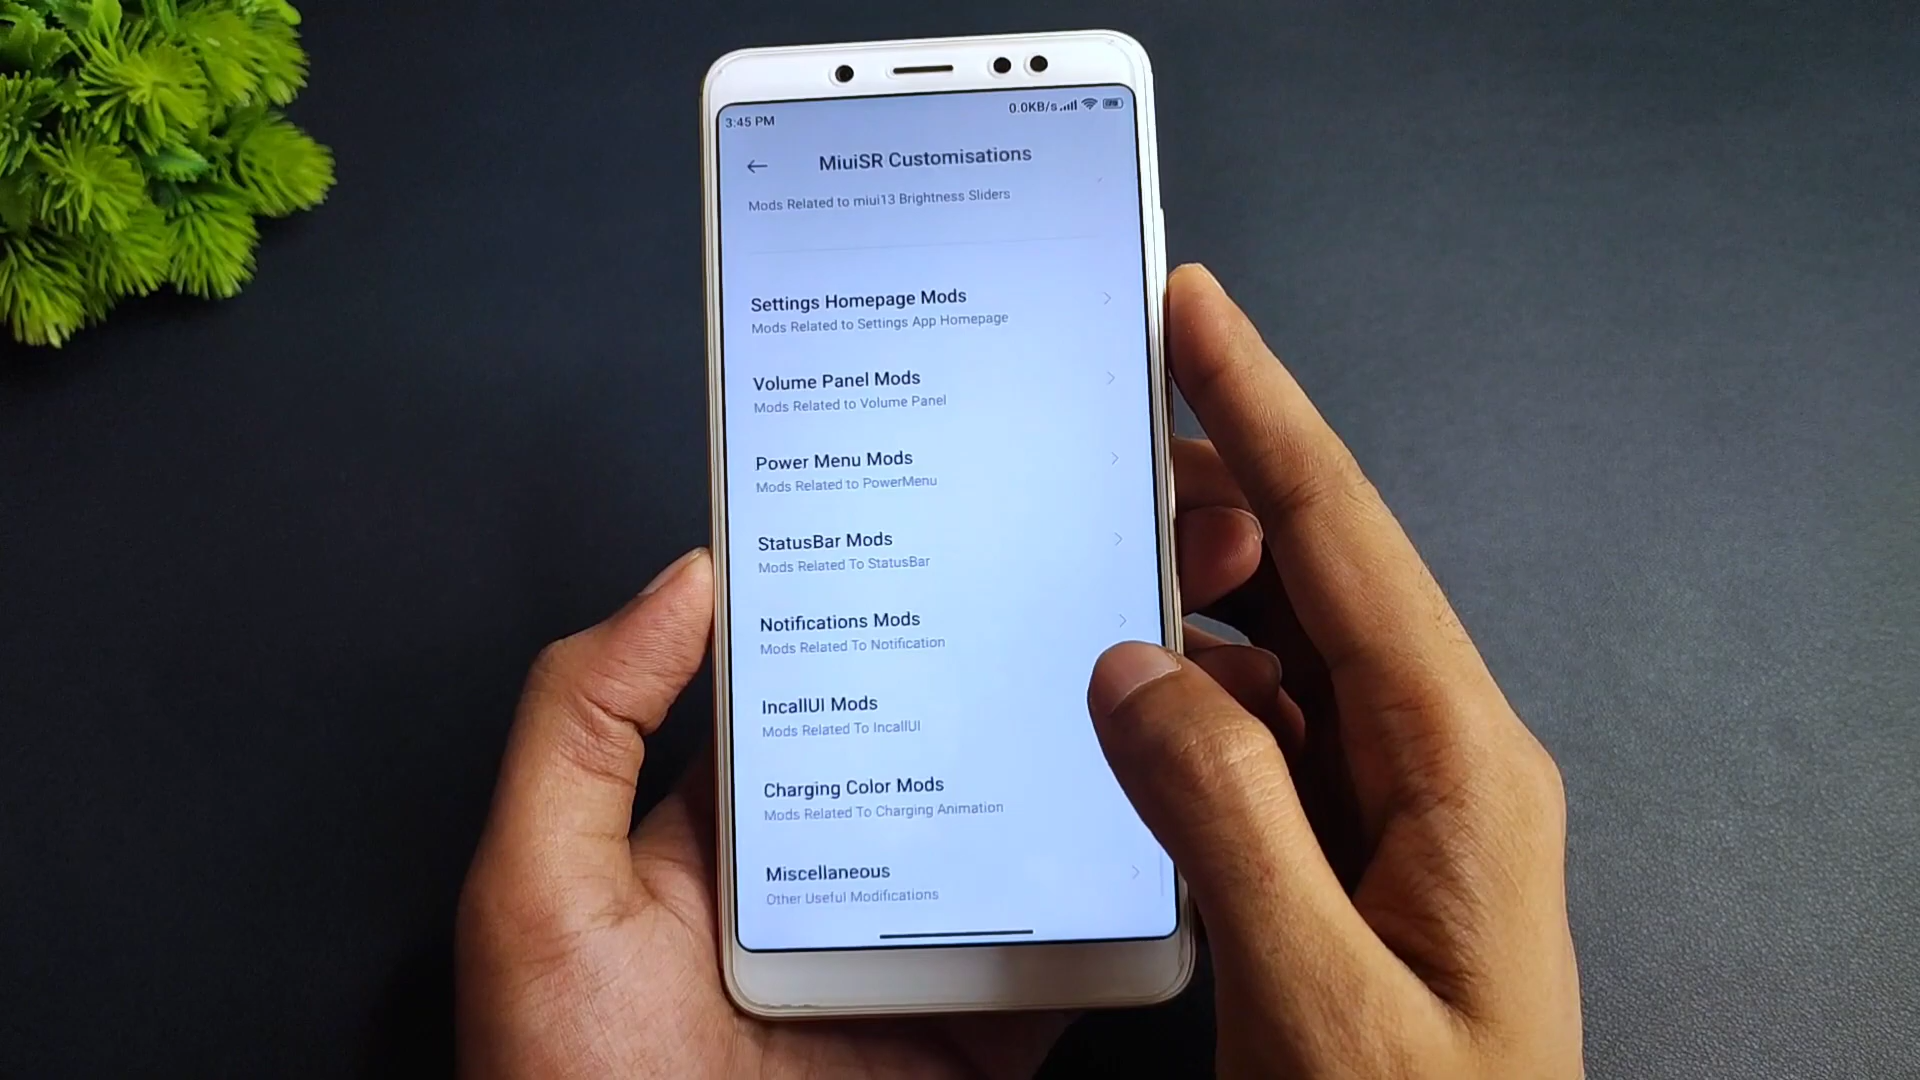 3:45 PM
0.0KB/s
MiuiSR Customisations
Mods Related to miui13 Brightness Sliders
Settings Homepage Mods
Mods Related to Settings App Homepage
Volume Panel Mods
Mods Related to Volume Panel
Power Menu Mods
Mods Related to PowerMenu
StatusBar Mods
Mods Related To StatusBar
Notifications Mods
Mods Related To Notification
IncallUI Mods
Mods Related To IncallUI
Charging Color Mods
Mods Related To Charging Animation
Miscellaneous
Other Useful Modifications